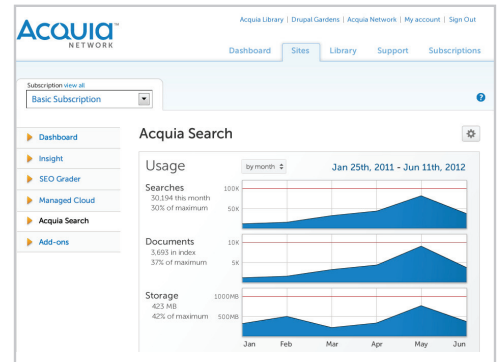 Acquia Library | Drupal Gardens | Acquia Network | My account | Sign Out
ACQUIA™
NETWORK
Dashboard Sites Library Support Subscriptions
Subscription view all
Basic Subscription
?
Dashboard
Insight
SEO Grader
Managed Cloud
Acquia Search
Add-ons
Acquia Search
Usage by month Jan 25th, 2011 - Jun 11th, 2012
Searches
30,194 this month
30% of maximum
100K
50K
Documents
3,693 in index
37% of maximum
10K
5K
Storage
423 MB
42% of maximum
1000MB
500MB
Jan Feb Mar Apr May Jun